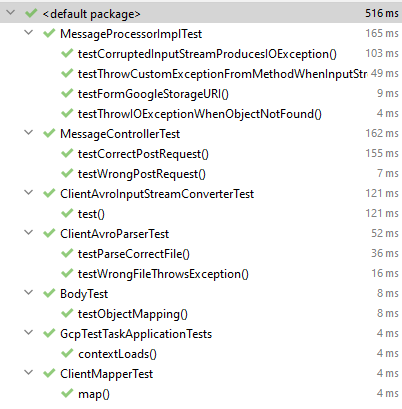 <default package> 516 ms
MessageProcessorImplTest 165 ms
testCorruptedInputStreamProducesIOException() 103 ms
testThrowCustomExceptionFromMethodWhenInputStr 49 ms
testFormGoogleStorageURI() 9 ms
testThrowIOExceptionWhenObjectNotFound() 4 ms
MessageControllerTest 162 ms
testCorrectPostRequest() 155 ms
testWrongPostRequest() 7 ms
ClientAvroInputStreamConverterTest 121 ms
test() 121 ms
ClientAvroParserTest 52 ms
testParseCorrectFile() 36 ms
testWrongFileThrowsException() 16 ms
BodyTest 8 ms
testObjectMapping() 8 ms
GcpTestTaskApplicationTests 4 ms
contextLoads() 4 ms
ClientMapperTest 4 ms
map() 4 ms